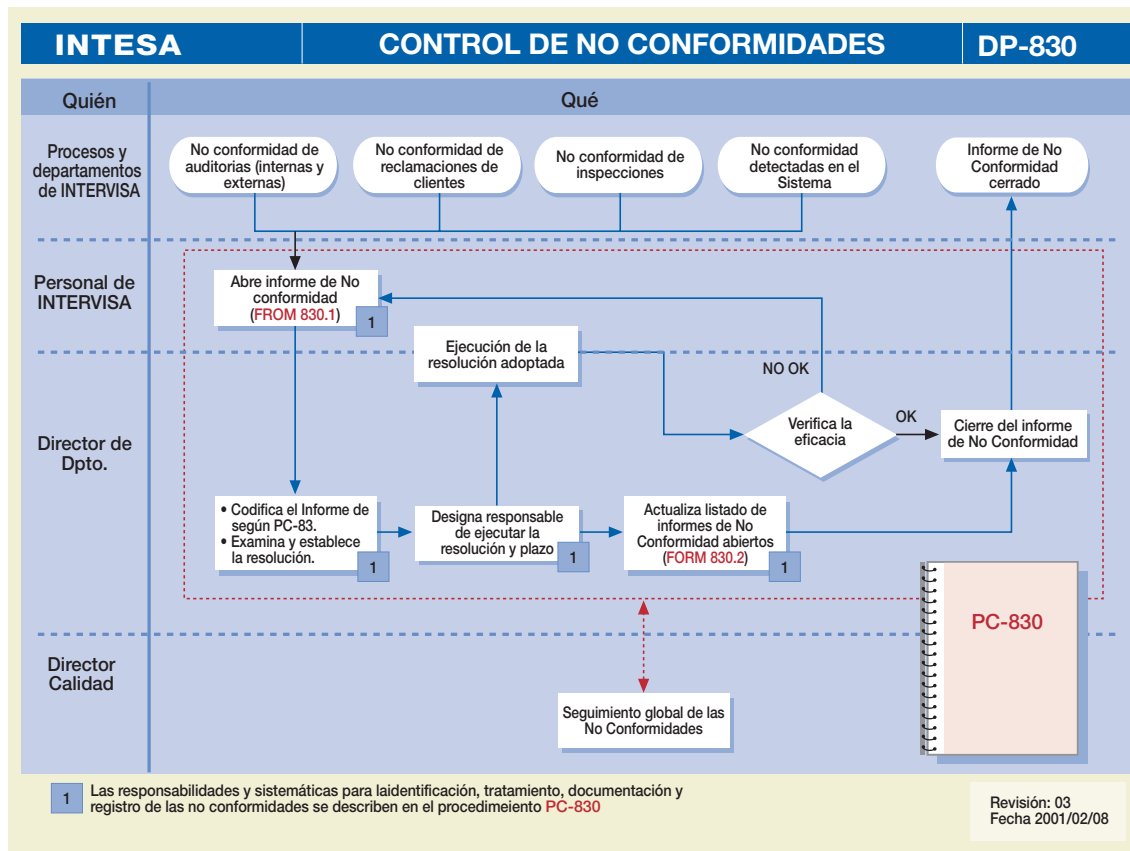 INTESA
CONTROL DE NO CONFORMIDADES
DP-830
Quién
Qué
Procesos y
departamentos
de INTERVISA
No conformidad de
auditorias (internas y
externas)
No conformidad de
reclamaciones de
clientes
No conformidad de
inspecciones
No conformidad
detectadas en el
Sistema
Informe de No
Conformidad
cerrado
Personal de
INTERVISA
Abre informe de No
conformidad
(FROM 830.1)
1
Ejecución de la
resolución adoptada
NO OK
Director de
Dpto.
Verifica la
eficacia
OK
Cierre del informe
de No Conformidad
• Codifica el Informe de
según PC-83.
• Examina y establece
la resolución.
1
Designa responsable
de ejecutar la
resolución y plazo
1
Actualiza listado de
informes de No
Conformidad abiertos
(FORM 830.2)
1
PC-830
Director
Calidad
Seguimiento global de las
No Conformidades
1
Las responsabilidades y sistemáticas para laidentificación, tratamiento, documentación y
registro de las no conformidades se describen en el procedimeiento PC-830
Revisión: 03
Fecha 2001/02/08